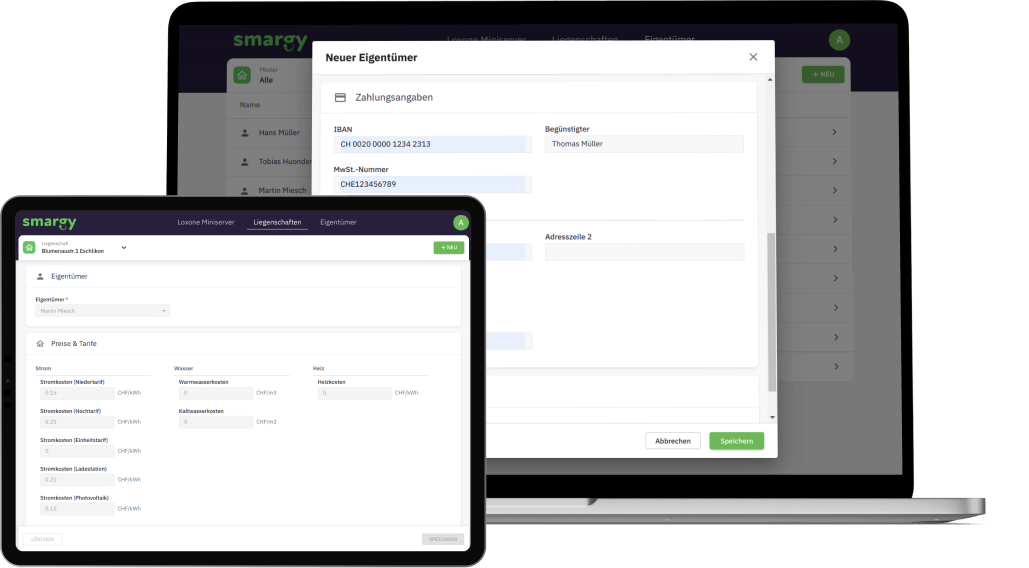 smargy
Loxone Miniserver
Liegenschaften
Eigentümer
A
Mieter
Alle
+ NEU
Name
Hans Müller
Tobias Huonder
Martin Miesch
Neuer Eigentümer
Zahlungsangaben
IBAN
Begünstigter
CH 0020 0000 1234 2313
Thomas Müller
MwSt.-Nummer
CHE123456789
Adresszeile 2
Abbrechen
Speichern
smargy
Loxone Miniserver
Liegenschaften
Eigentümer
A
Liegenschaft
Blumenaustr.1 Eschlikon
+ NEU
Eigentümer
Eigentümer *
Martin Miesch
Preise & Tarife
Strom
Wasser
Heiz
Stromkosten (Niedertarif)
Warmwasserkosten
Heizkosten
0.16 CHF/kWh
0 CHF/m3
0 CHF/kWh
Stromkosten (Hochtarif)
Kaltwasserkosten
0.21 CHF/kWh
0 CHF/m3
Stromkosten (Einheitstarif)
0 CHF/kWh
Stromkosten (Ladestation)
0.21 CHF/kWh
Stromkosten (Photovoltaik)
0.15 CHF/kWh
LÖSCHEN
SPEICHERN